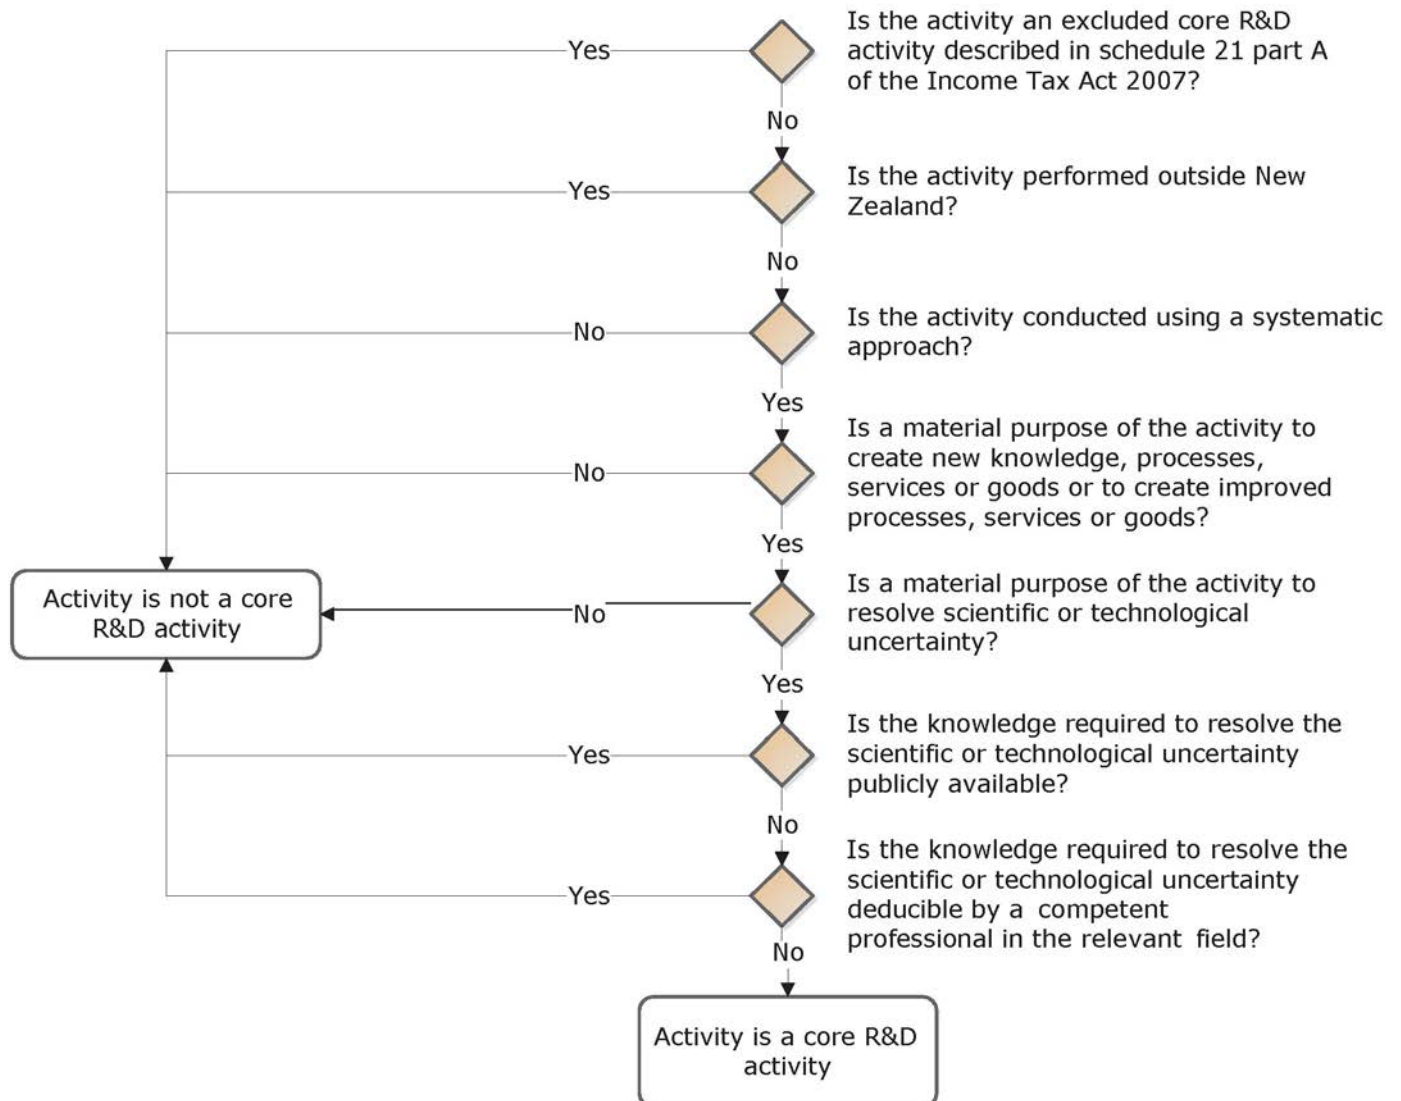 Is the activity an excluded core R&D
activity described in schedule 21 part A
of the Income Tax Act 2007?
Yes
No
Is the activity performed outside New
Zealand?
Yes
No
Is the activity conducted using a systematic
approach?
No
Yes
Is a material purpose of the activity to
create new knowledge, processes,
services or goods or to create improved
processes, services or goods?
No
Yes
Is a material purpose of the activity to
resolve scientific or technological
uncertainty?
No
Activity is not a core
R&D activity
Yes
Is the knowledge required to resolve the
scientific or technological uncertainty
publicly available?
Yes
No
Is the knowledge required to resolve the
scientific or technological uncertainty
deducible by a competent
professional in the relevant field?
Yes
No
Activity is a core R&D
activity